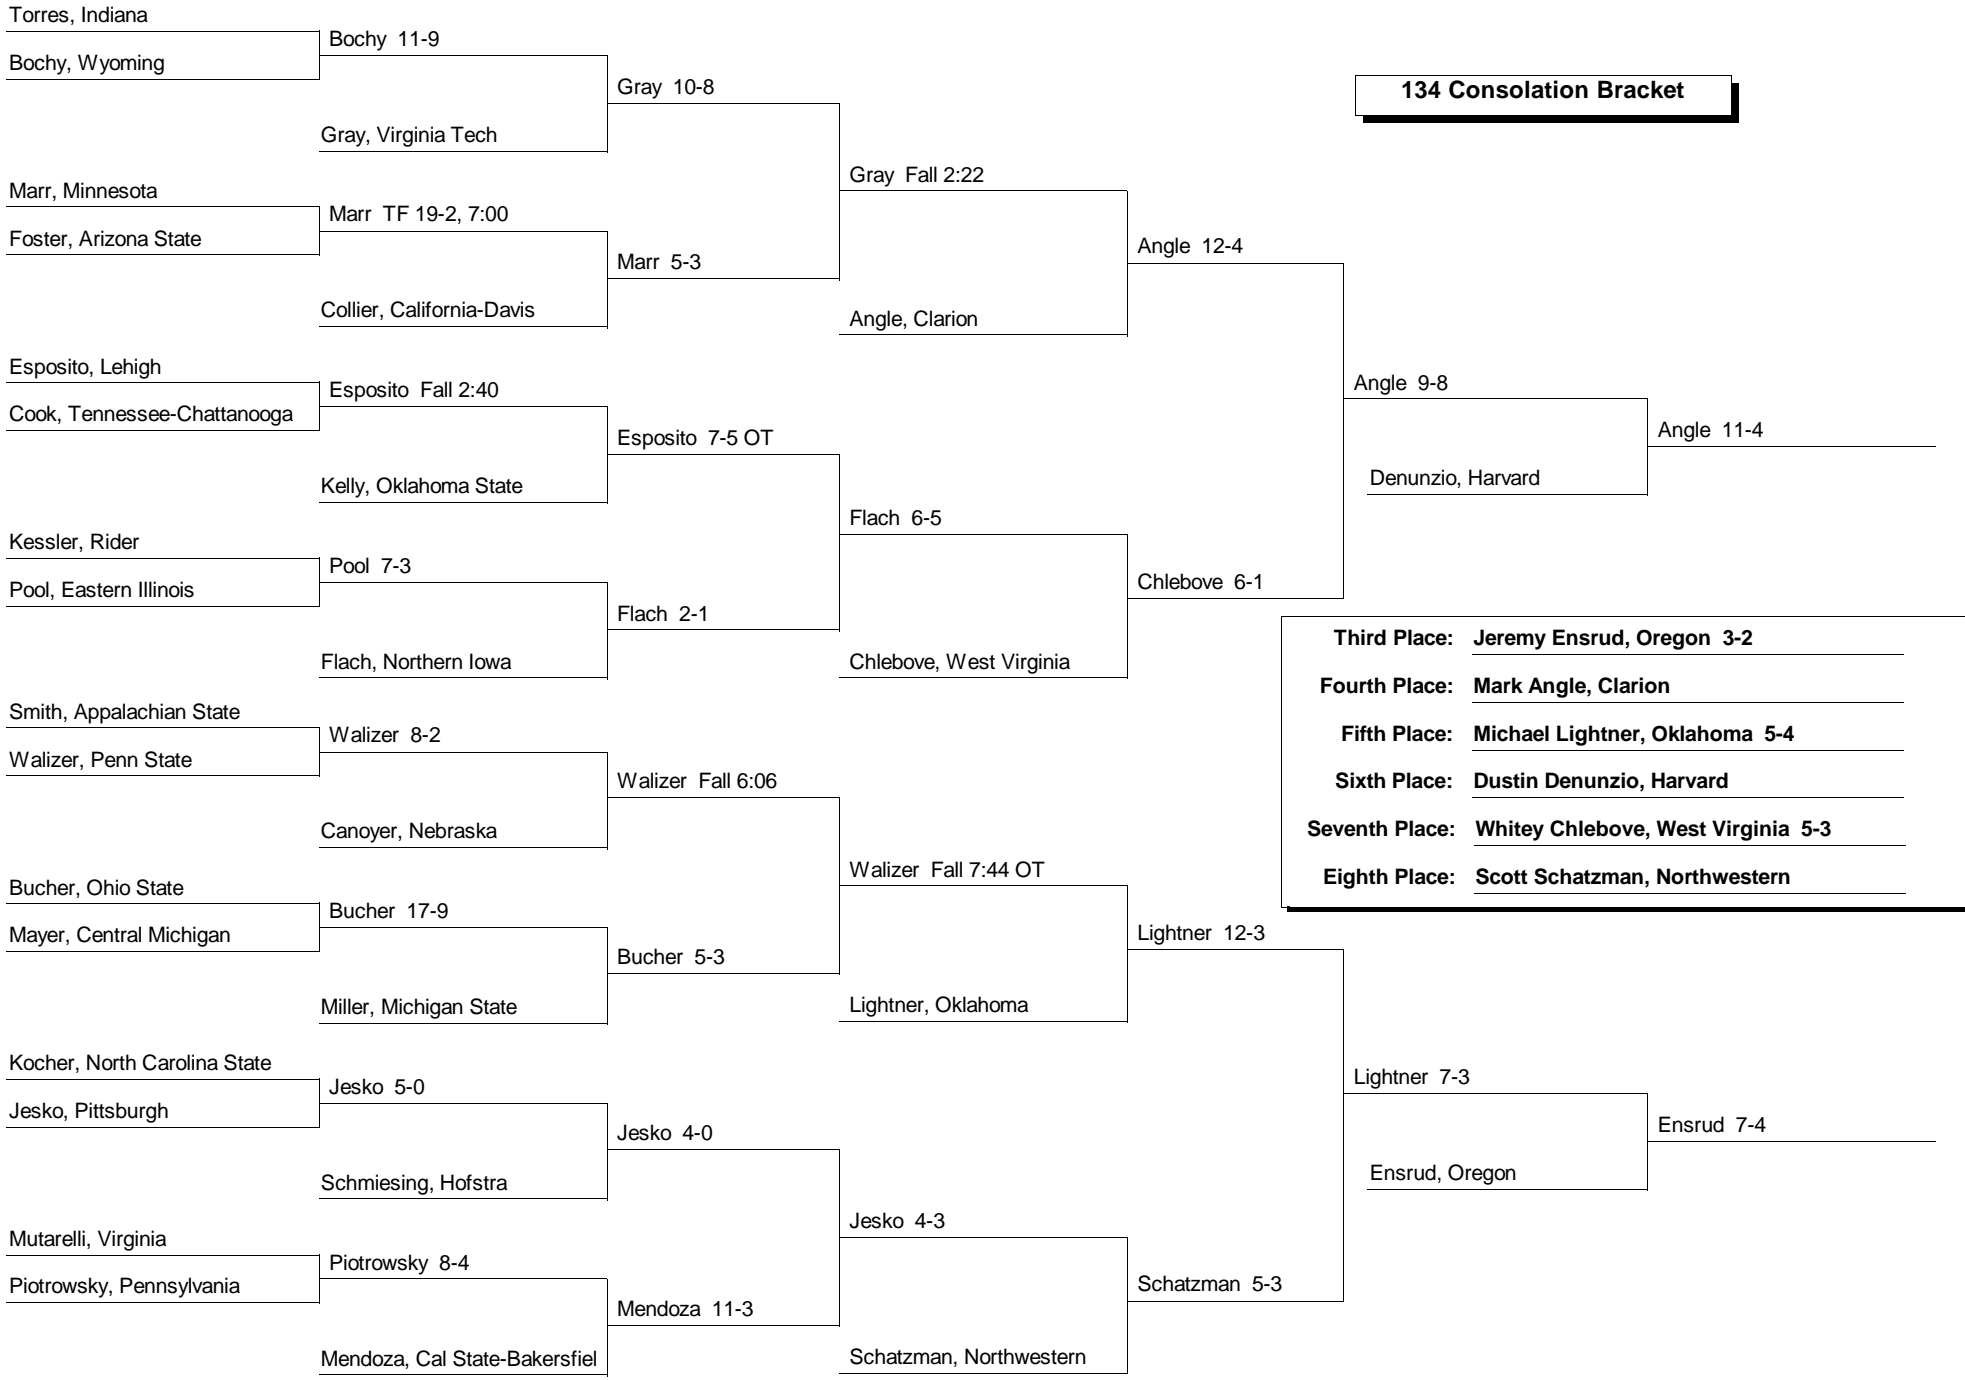 Torres, Indiana
Bochy 11-9
Bochy, Wyoming
Gray 10-8
134 Consolation Bracket
Gray, Virginia Tech
Gray Fall 2:22
Marr, Minnesota
Marr TF 19-2, 7:00
Foster, Arizona State
Angle 12-4
Marr 5-3
Collier, California-Davis
Angle, Clarion
Esposito, Lehigh
Esposito Fall 2:40
Angle 9-8
Cook, Tennessee-Chattanooga
Esposito 7-5 OT
Angle 11-4
Kelly, Oklahoma State
Denunzio, Harvard
Flach 6-5
Kessler, Rider
Pool 7-3
Pool, Eastern Illinois
Chlebove 6-1
Flach 2-1
Flach, Northern Iowa
Chlebove, West Virginia
Third Place: Jeremy Ensrud, Oregon 3-2
Fourth Place: Mark Angle, Clarion
Fifth Place: Michael Lightner, Oklahoma 5-4
Sixth Place: Dustin Denunzio, Harvard
Seventh Place: Whitey Chlebove, West Virginia 5-3
Eighth Place: Scott Schatzman, Northwestern
Smith, Appalachian State
Walizer 8-2
Walizer, Penn State
Walizer Fall 6:06
Canoyer, Nebraska
Walizer Fall 7:44 OT
Bucher, Ohio State
Bucher 17-9
Mayer, Central Michigan
Lightner 12-3
Bucher 5-3
Miller, Michigan State
Lightner, Oklahoma
Kocher, North Carolina State
Jesko 5-0
Lightner 7-3
Jesko, Pittsburgh
Jesko 4-0
Ensrud 7-4
Schmiesing, Hofstra
Ensrud, Oregon
Jesko 4-3
Mutarelli, Virginia
Piotrowsky 8-4
Piotrowsky, Pennsylvania
Schatzman 5-3
Mendoza 11-3
Mendoza, Cal State-Bakersfiel
Schatzman, Northwestern